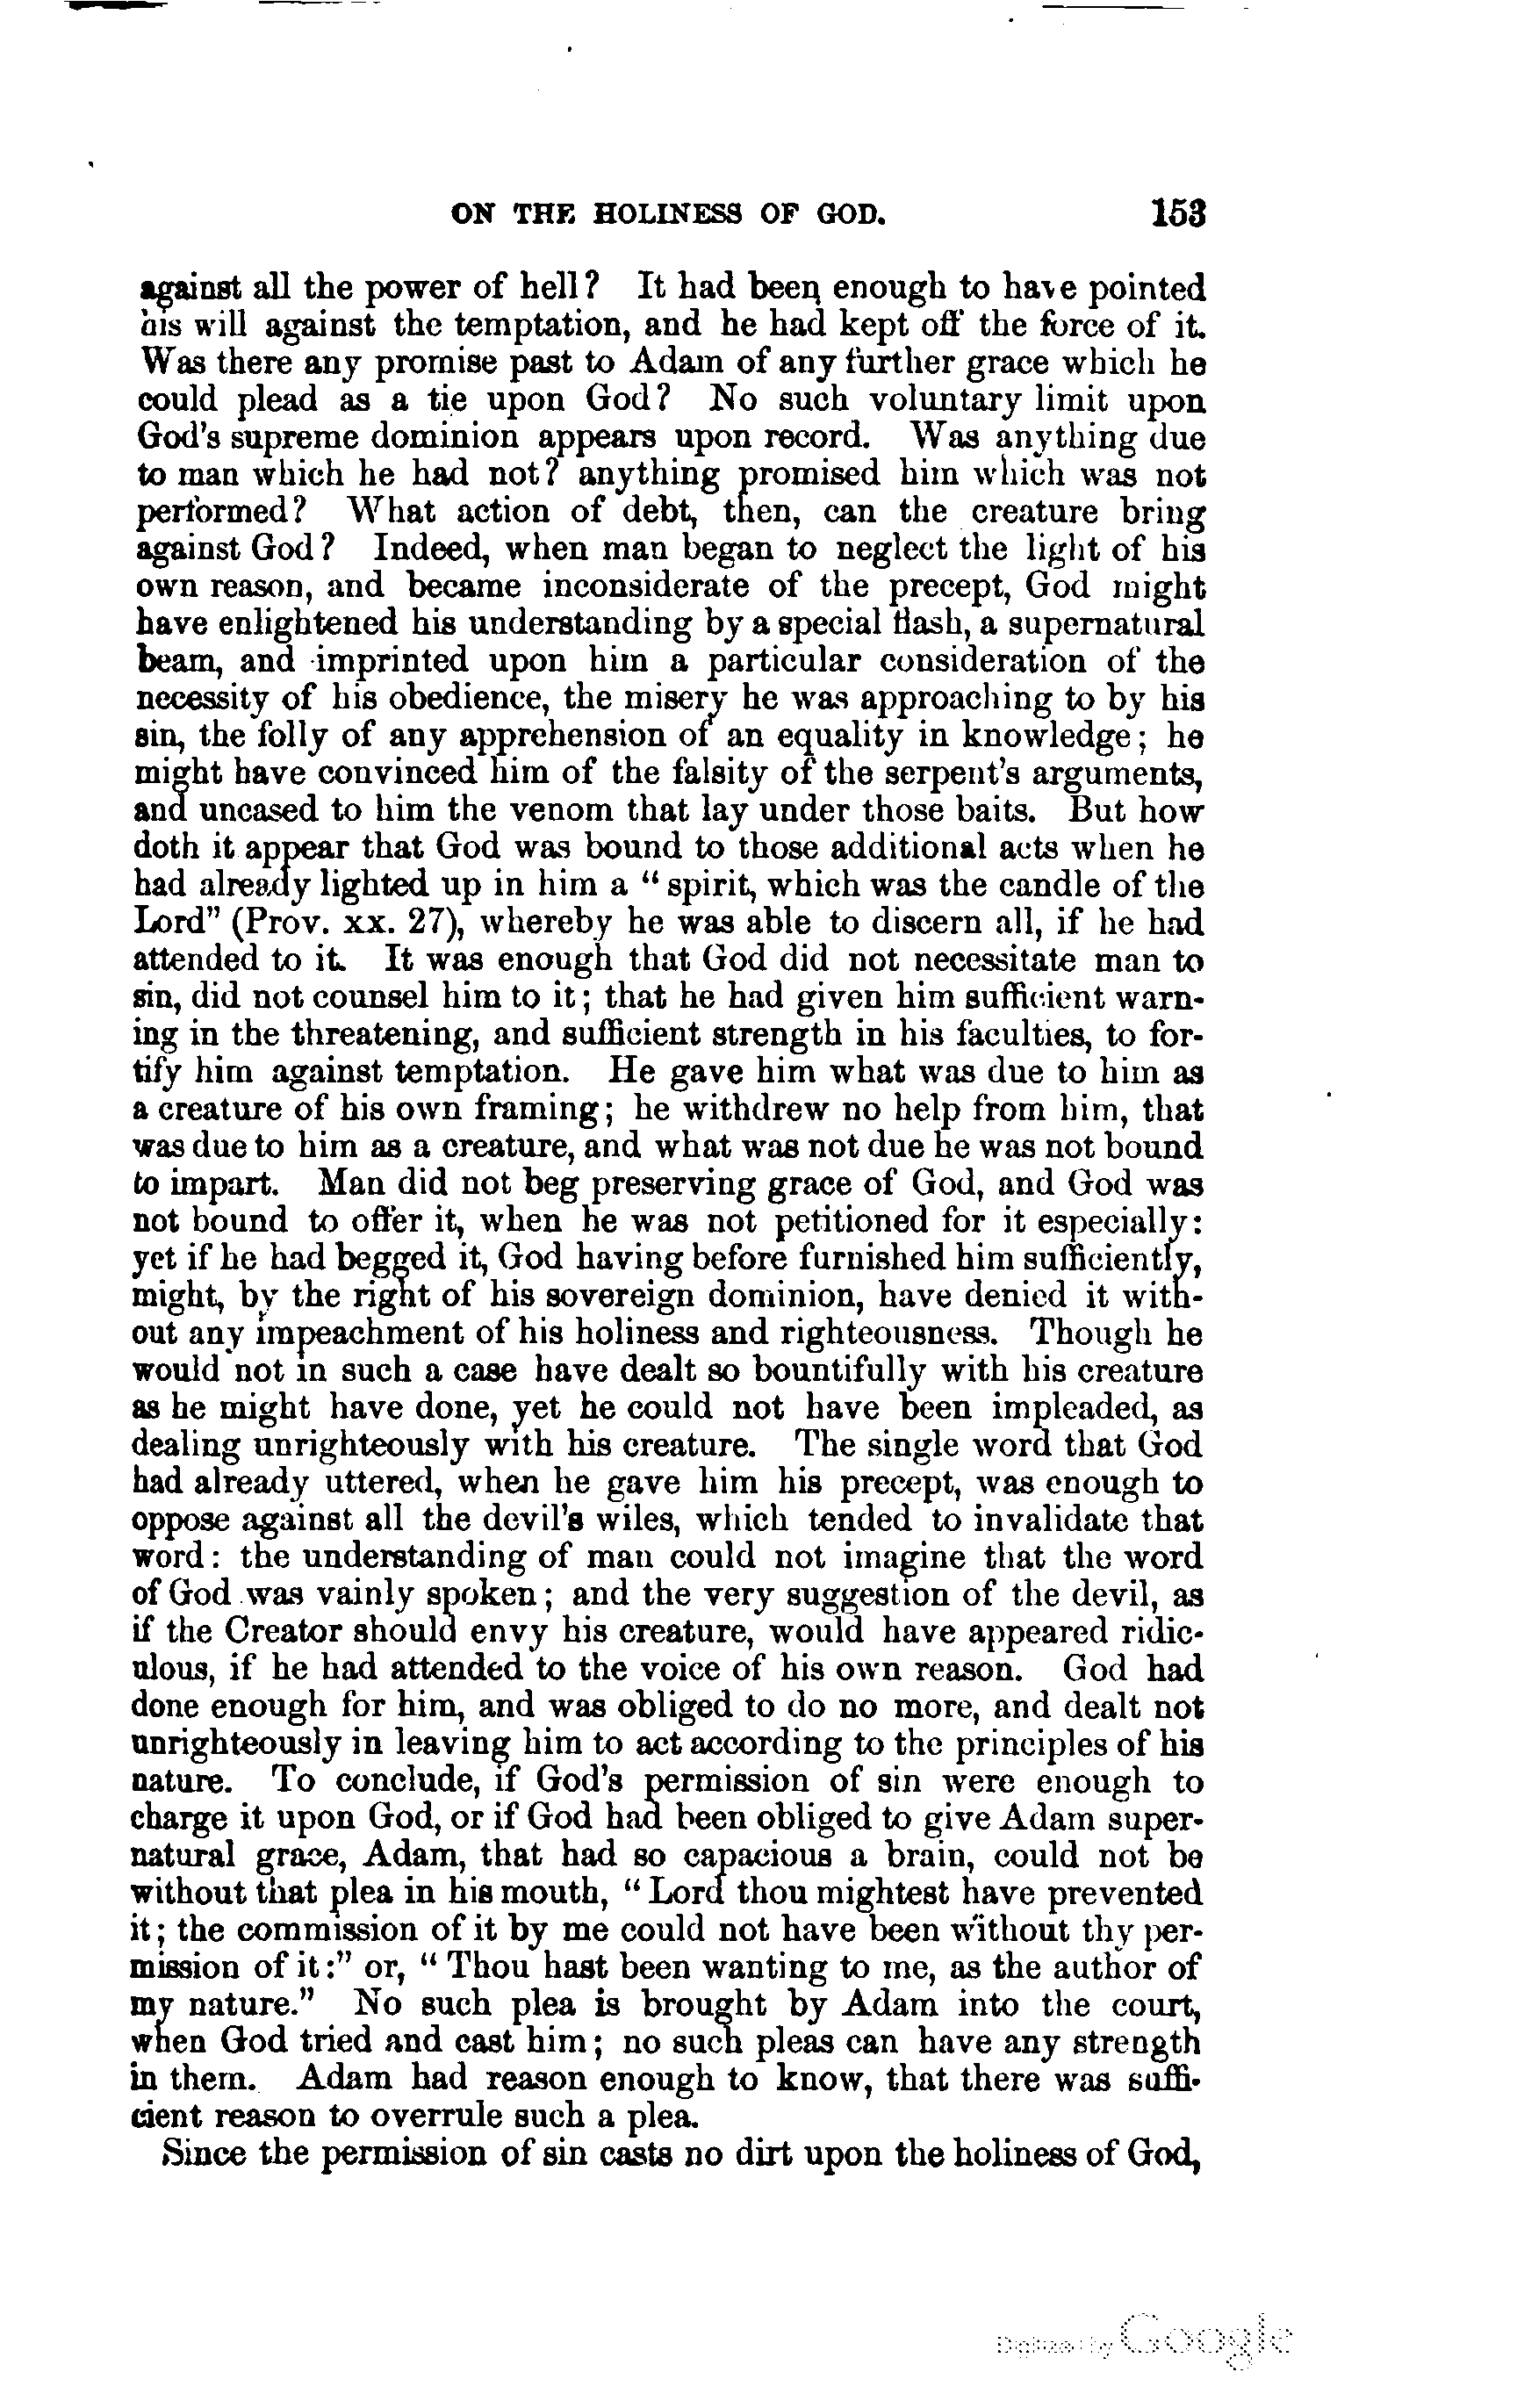 ON THE HOLINESS OF GOD. 153
against all the power of hell? It had been enough to have pointed
his will against the temptation, and he had kept off the force of it.
Was there any promise past to Adam of any further grace which he
could plead as a tie upon God? No such voluntary limit upon
God's supreme dominion appears upon record. Was anything due
to man which he had not? anything promised him which was not
performed? What action of debt, then, can the creature bring
against God? Indeed, when man began to neglect the light of his
own reason, and became inconsiderate of the precept, God might
have enlightened his understanding by a special flash, a supernatural
beam, and imprinted upon him a particular consideration of the
necessity of his obedience, the misery he was approaching to by his
sin, the folly of any apprehension of an equality in knowledge; he
might have convinced him of the falsity of the serpent's arguments,
and uncased to him the venom that lay under those baits. But how
doth it appear that God was bound to those additional acts when he
had already lighted up in him a "spirit, which was the candle of the
Lord" (Prov. xx. 27), whereby he was able to discern all, if he had
attended to it. It was enough that God did not necessitate man to
sin, did not counsel him to it; that he had given him sufficient warn-
ing in the threatening, and sufficient strength in his faculties, to for-
tify him against temptation. He gave him what was due to him as
a creature of his own framing; he withdrew no help from him, that
was due to him as a creature, and what was not due he was not bound
to impart. Man did not beg preserving grace of God, and God was
not bound to offer it, when he was not petitioned for it especially:
yet if he had begged it, God having before furnished him sufficiently,
might, by the right of his sovereign dominion, have denied it with-
out any impeachment of his holiness and righteousness. Though he
would not in such a case have dealt so bountifully with his creature
as he might have done, yet he could not have been impleaded, as
dealing unrighteously with his creature. The single word that God
had already uttered, when he gave him his precept, was enough to
oppose against all the devil's wiles, which tended to invalidate that
word: the understanding of man could not imagine that the word
of God was vainly spoken; and the very suggestion of the devil, as
if the Creator should envy his creature, would have appeared ridic-
ulous, if he had attended to the voice of his own reason. God had
done enough for him, and was obliged to do no more, and dealt not
unrighteously in leaving him to act according to the principles of his
nature. To conclude, if God's permission of sin were enough to
charge it upon God, or if God had been obliged to give Adam super-
natural grace, Adam, that had so capacious a brain, could not be
without that plea in his mouth, "Lord thou mightest have prevented
it; the commission of it by me could not have been without thy per-
mission of it:" or, "Thou hast been wanting to me, as the author of
my nature." No such plea is brought by Adam into the court,
when God tried and cast him; no such pleas can have any strength
in them. Adam had reason enough to know, that there was suffi-
cient reason to overrule such a plea.
Since the permission of sin casts no dirt upon the holiness of God,
Digitized by Google